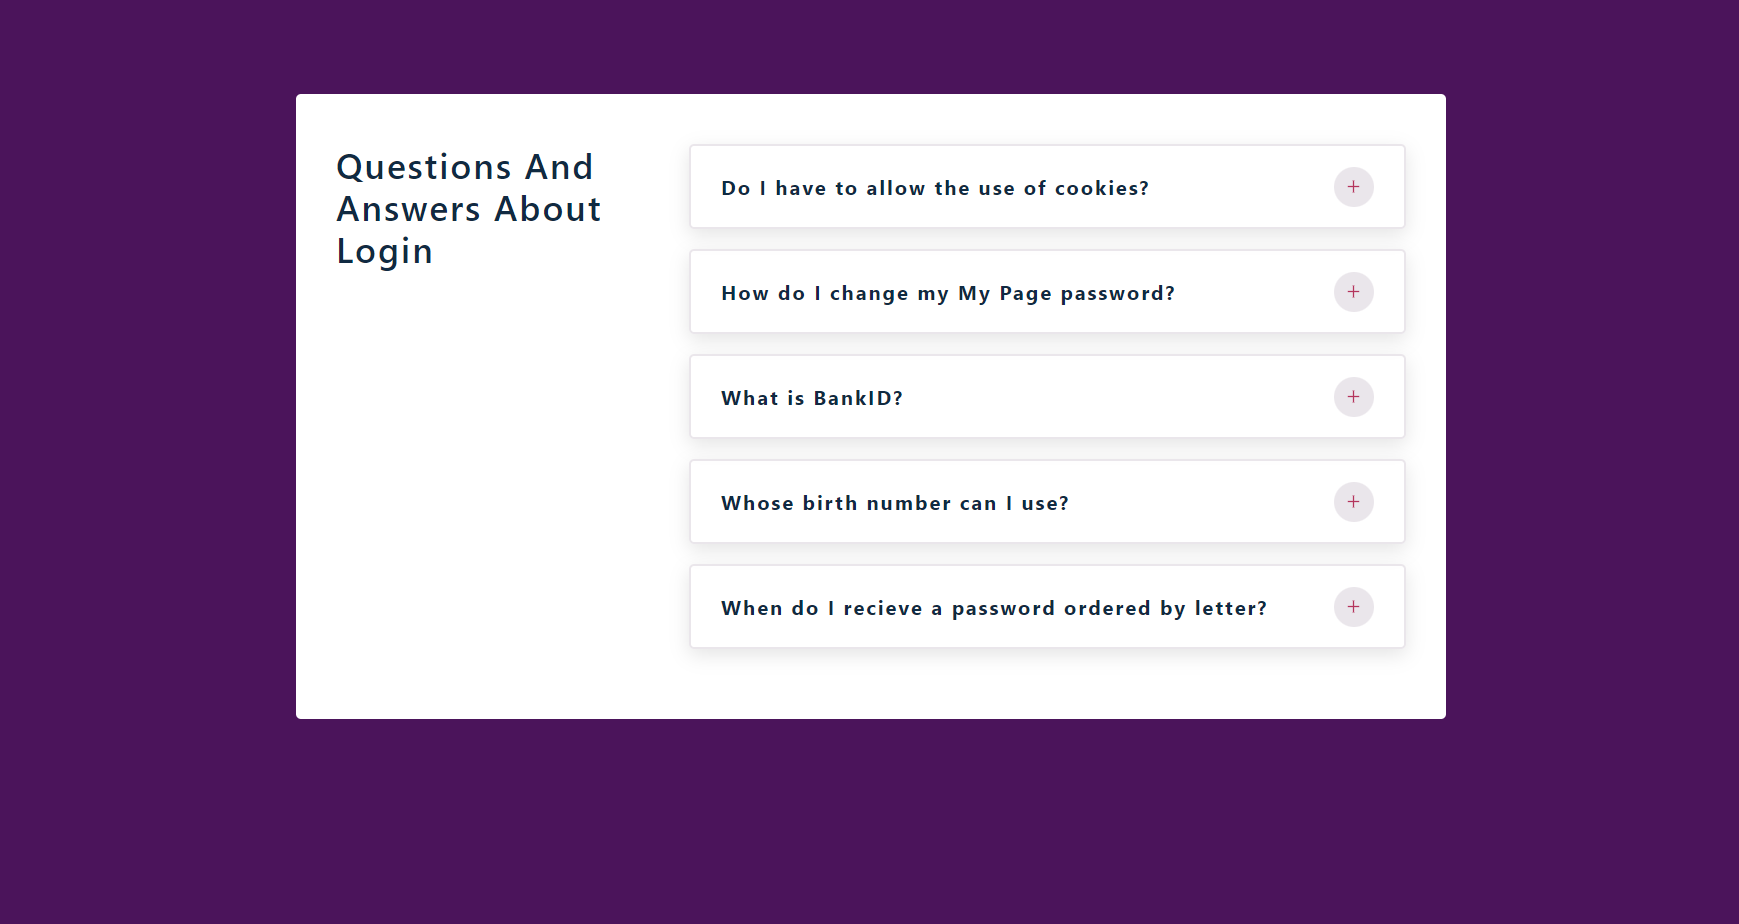 Questions And
Answers About
Login
Do I have to allow the use of cookies?
How do I change my My Page password?
What is BankID?
Whose birth number can I use?
When do I recieve a password ordered by letter?